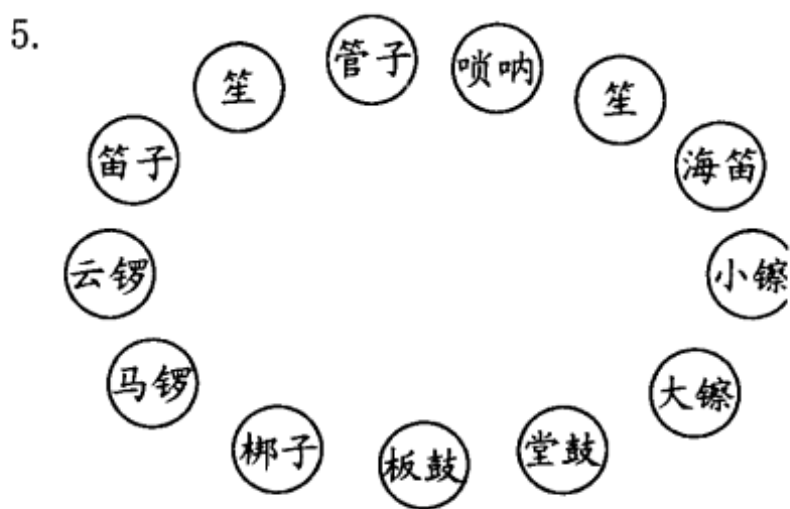 5.
管子 唢呐
笙 笙
笛子 海笛
云锣 小镲
马锣 大镲
梆子 板鼓 堂鼓